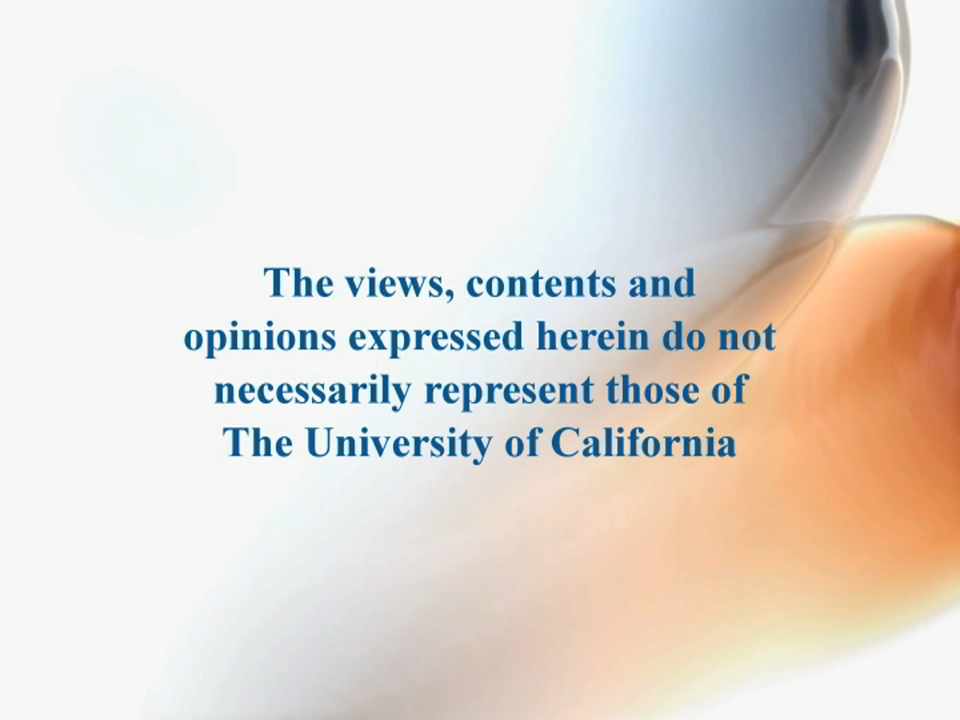 The views, contents and
opinions expressed herein do not
necessarily represent those of
The University of California